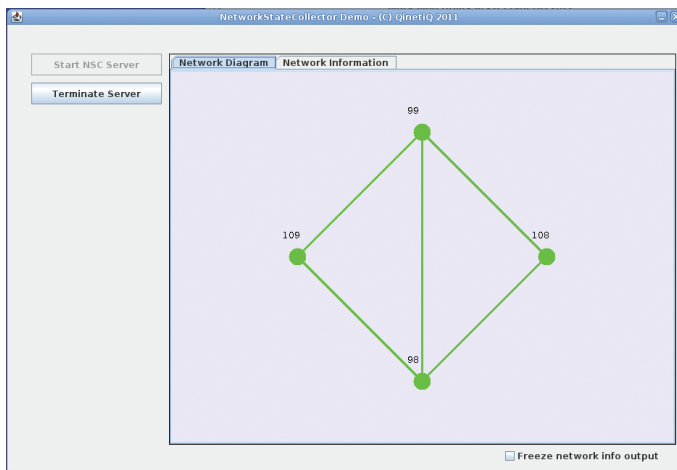 NetworkStateCollector Demo - (C) QinetiQ 2011
Start NSC Server
Terminate Server
Network Diagram
Network Information
99
109
108
98
Freeze network info output